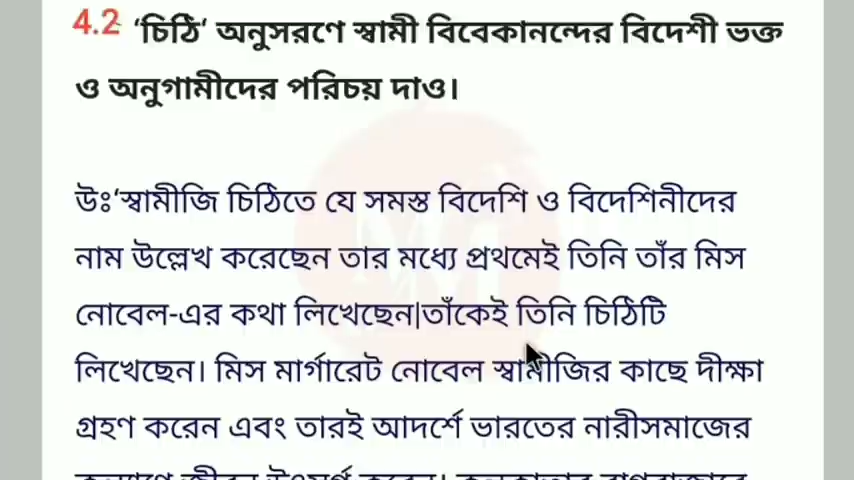 4.2 ‘চিঠি‘ অনুসরণে স্বামী বিবেকানন্দের বিদেশী ভক্ত
ও অনুগামীদের পরিচয় দাও।
উঃ‘স্বামীজি চিঠিতে যে সমস্ত বিদেশি ও বিদেশিনীদের
নাম উল্লেখ করেছেন তার মধ্যে প্রথমেই তিনি তাঁর মিস
নোবেল-এর কথা লিখেছেন|তাঁকেই তিনি চিঠিটি
লিখেছেন। মিস মার্গারেট নোবেল স্বামীজির কাছে দীক্ষা
গ্রহণ করেন এবং তারই আদর্শে ভারতের নারীসমাজের